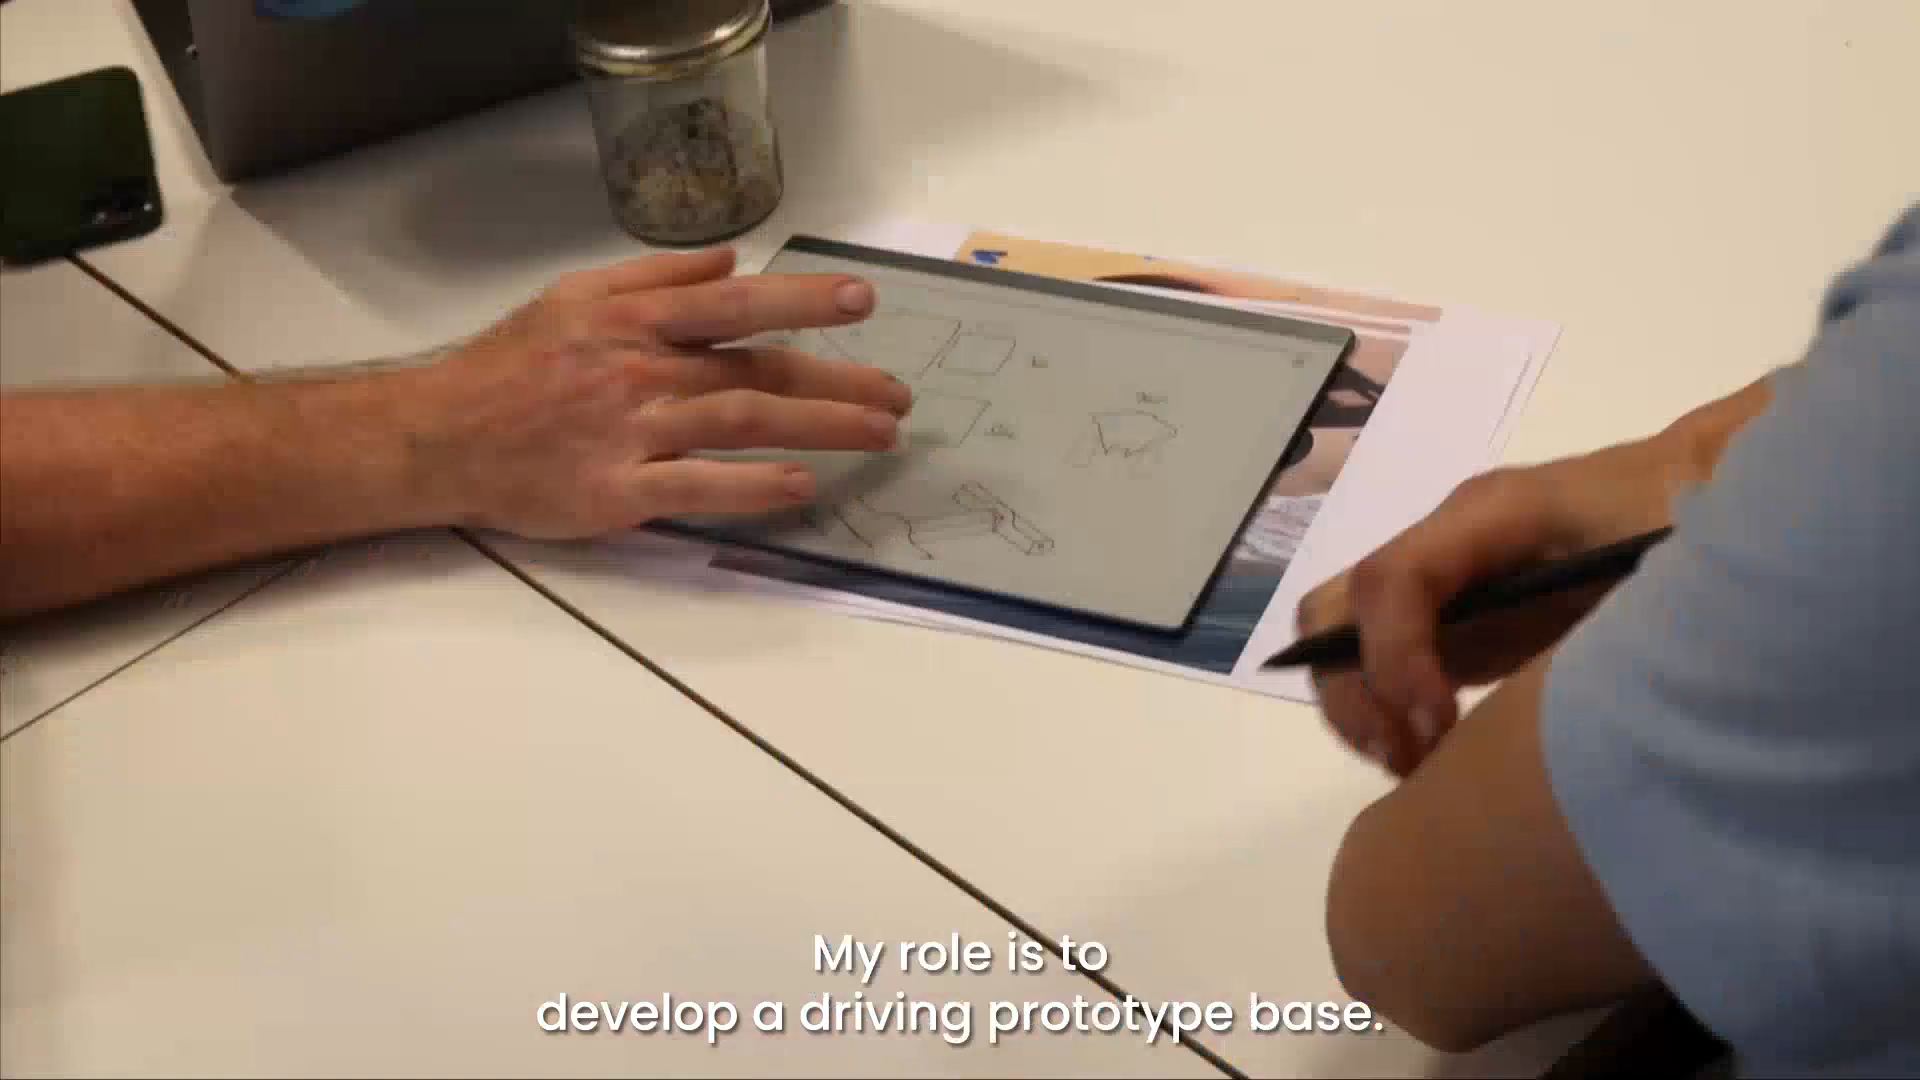 My role is to
develop a driving prototype base.